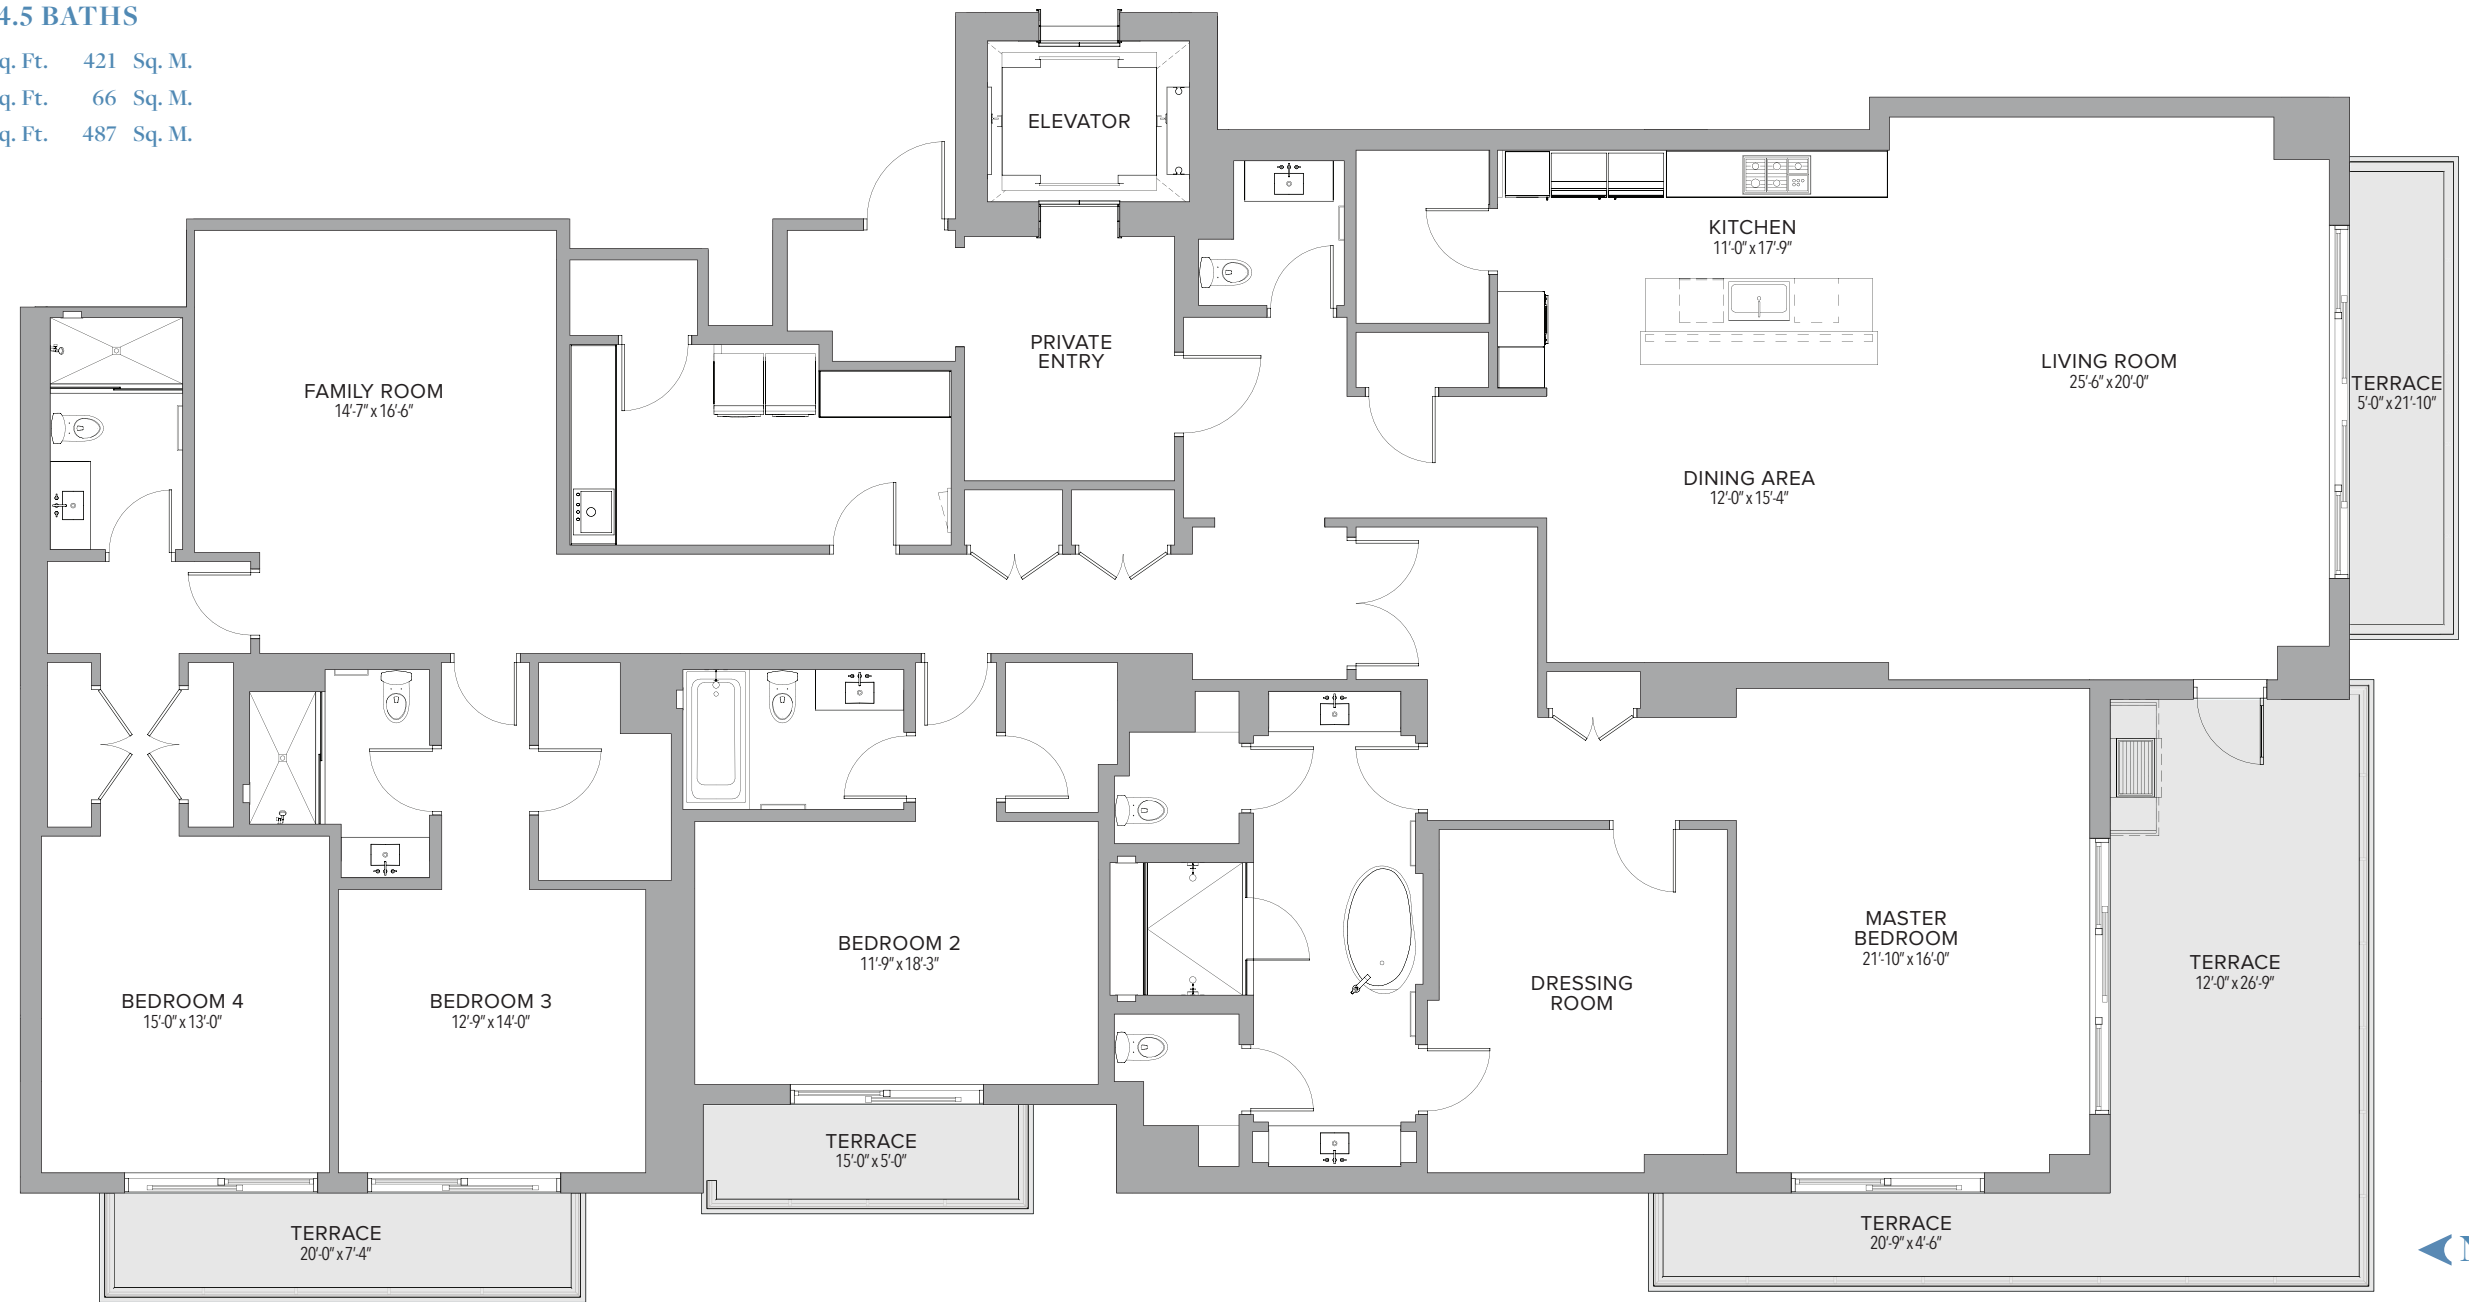 4.5 BATHS
q. Ft. 421 Sq. M.
q. Ft. 66 Sq. M.
q. Ft. 487 Sq. M.
ELEVATOR
KITCHEN
11'-0" x 17'-9"
PRIVATE
ENTRY
FAMILY ROOM
14'-7" x 16'-6"
LIVING ROOM
25'-6" x 20'-0"
TERRACE
5'-0" x 21'-10"
DINING AREA
12'-0" x 15'-4"
MASTER
BEDROOM
21'-10" x 16'-0"
BEDROOM 2
11'-9" x 18'-3"
TERRACE
12'-0" x 26'-9"
DRESSING
ROOM
BEDROOM 4
15'-0" x 13'-0"
BEDROOM 3
12'-9" x 14'-0"
TERRACE
15'-0" x 5'-0"
TERRACE
20'-0" x 7'-4"
TERRACE
20'-9" x 4'-6"